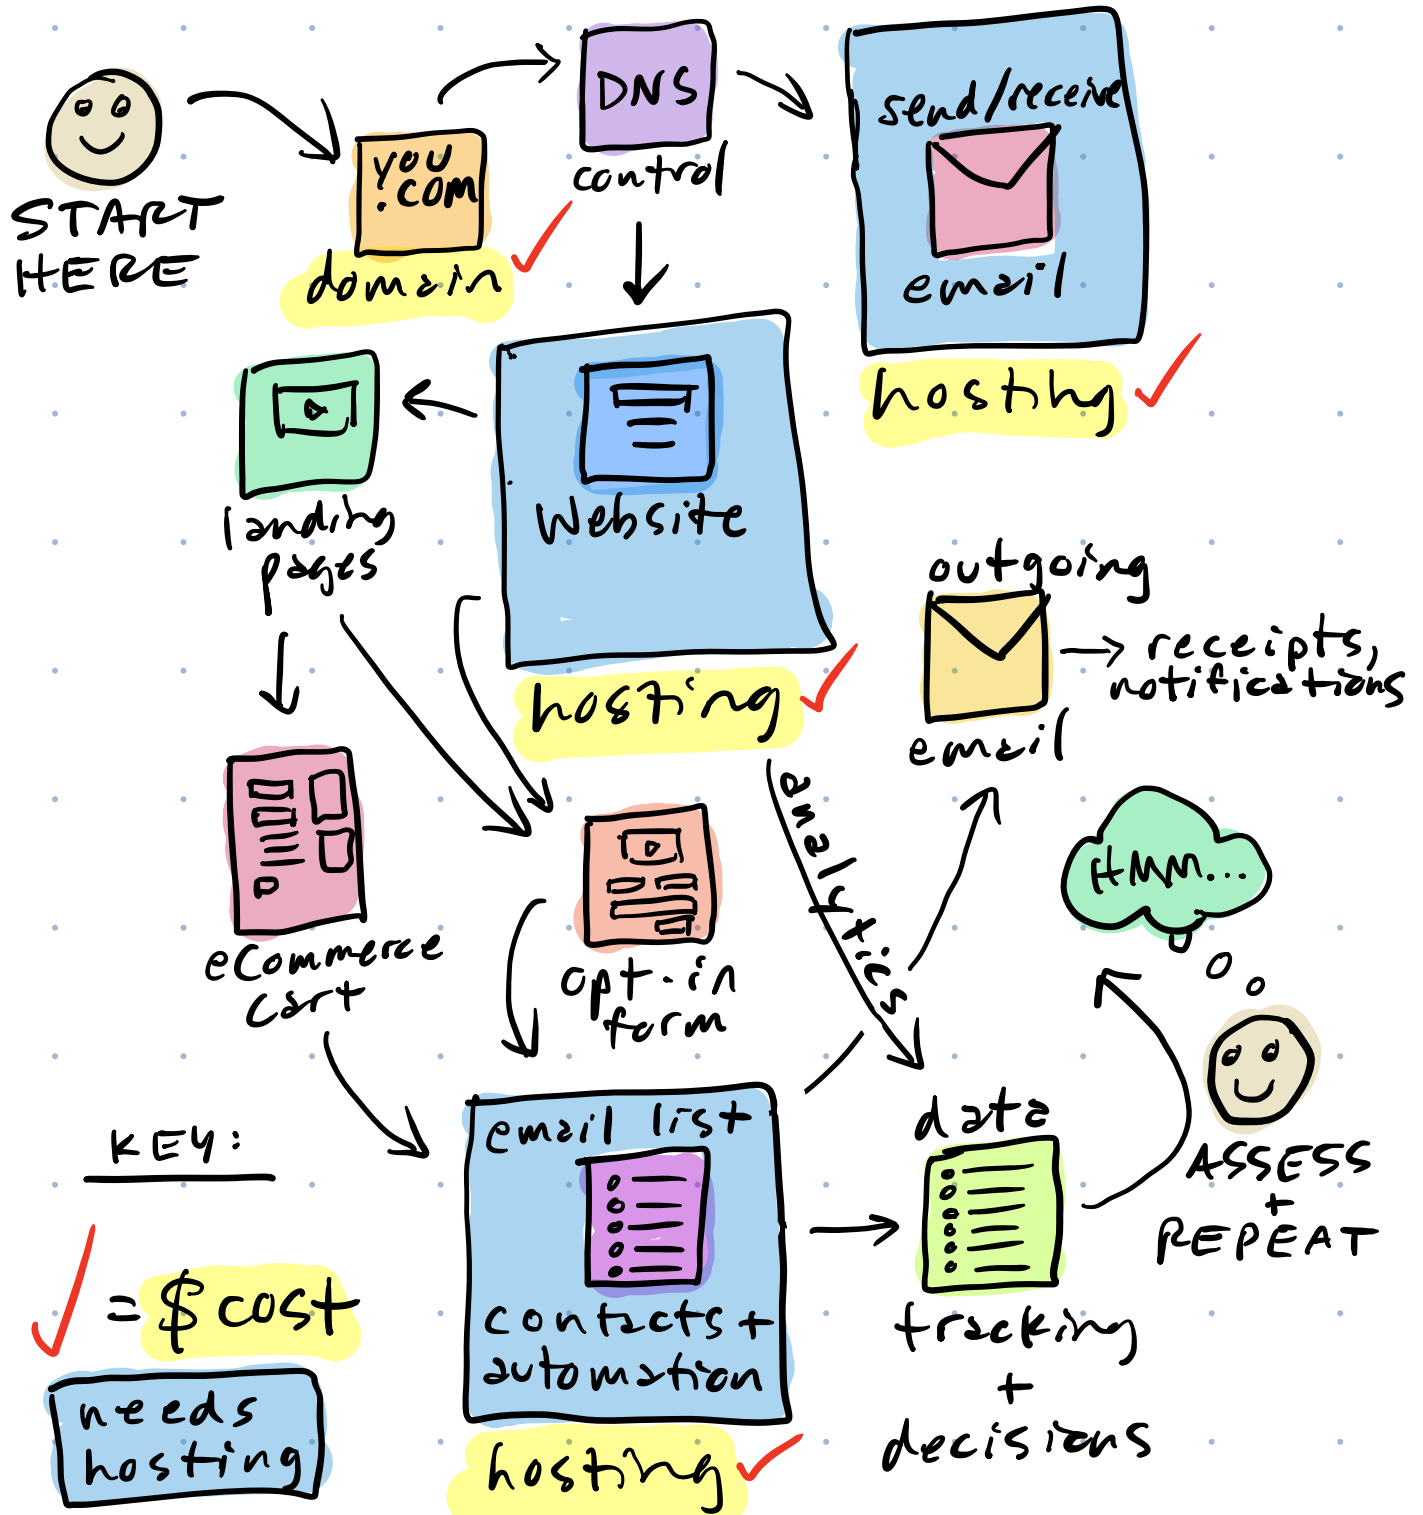 START
HERE
you
.com
domain
DNS
control
send/receive
email
hosting
landing
pages
Website
hosting
outgoing
email
receipts,
notifications
analytics
eCommerce
cart
opt-in
form
HMM...
ASSESS
+
REPEAT
KEY:
= $ cost
needs
hosting
email list
contacts +
automation
hosting
data
tracking
+
decisions